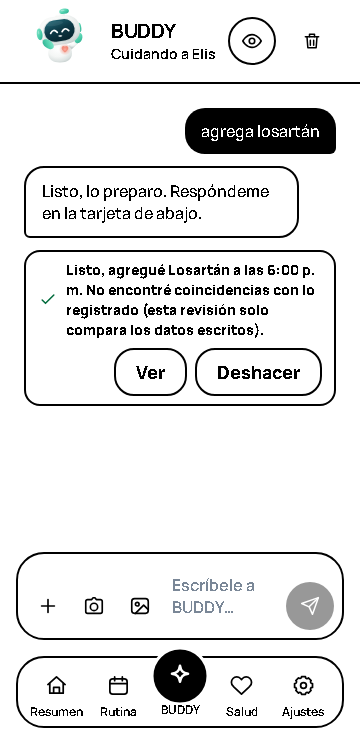 BUDDY
Cuidando a Elis
agrega losartán
Listo, lo preparo. Respóndeme
en la tarjeta de abajo.
Listo, agregué Losartán a las 6:00 p.
m. No encontré coincidencias con lo
registrado (esta revisión solo
compara los datos escritos).
Ver
Deshacer
Escríbele a
BUDDY...
Resumen
Rutina
BUDDY
Salud
Ajustes